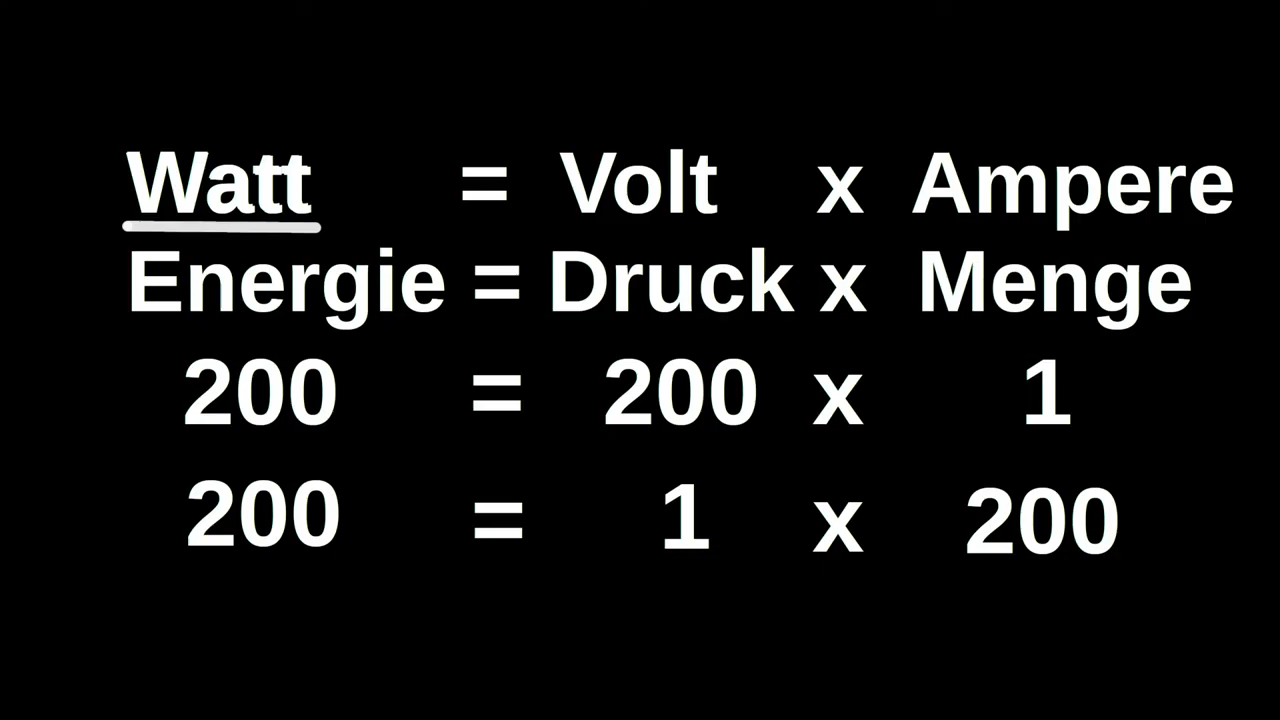 Watt = Volt x Ampere
Energie = Druck x Menge
200 = 200 x 1
200 = 1 x 200